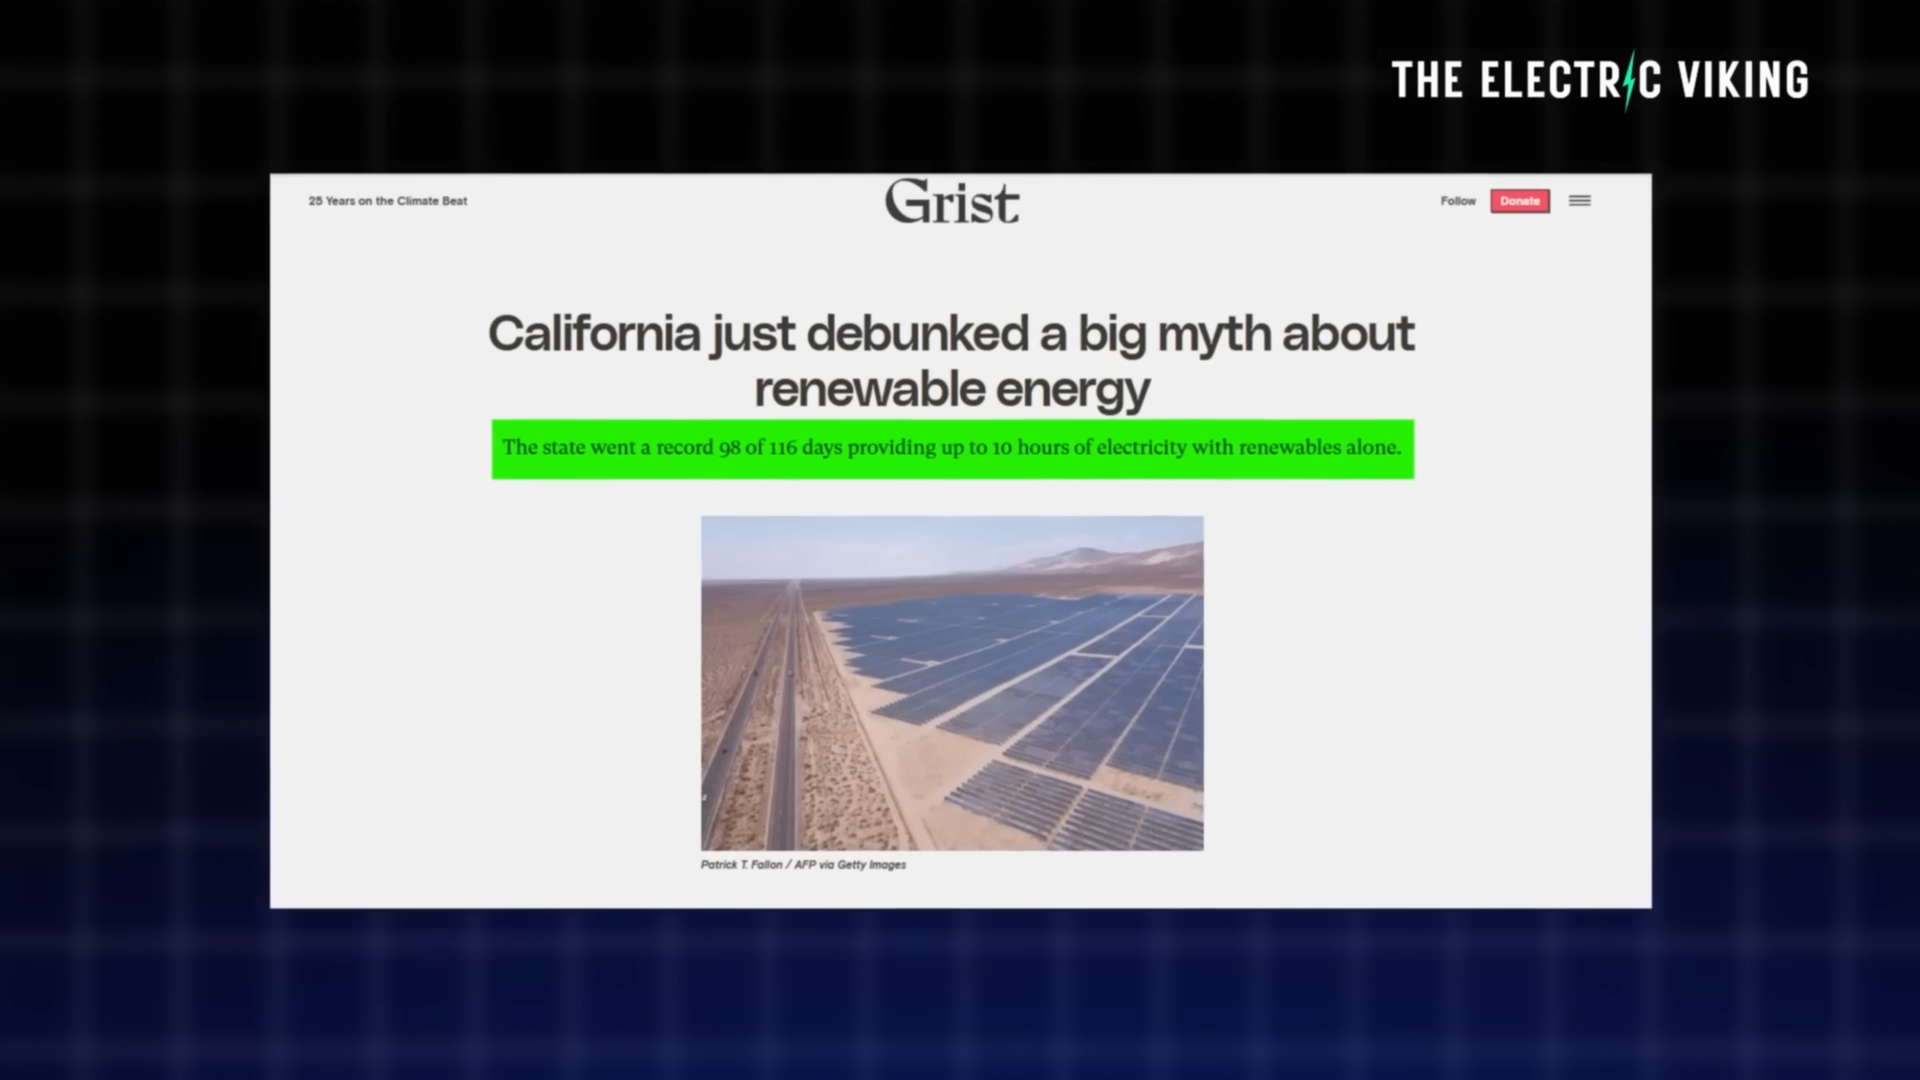 THE ELECTRIC VIKING
25 Years on the Climate Beat
Grist
Follow
Donate
California just debunked a big myth about
renewable energy
The state went a record 98 of 116 days providing up to 10 hours of electricity with renewables alone.
Patrick T. Fallon / AFP via Getty Images